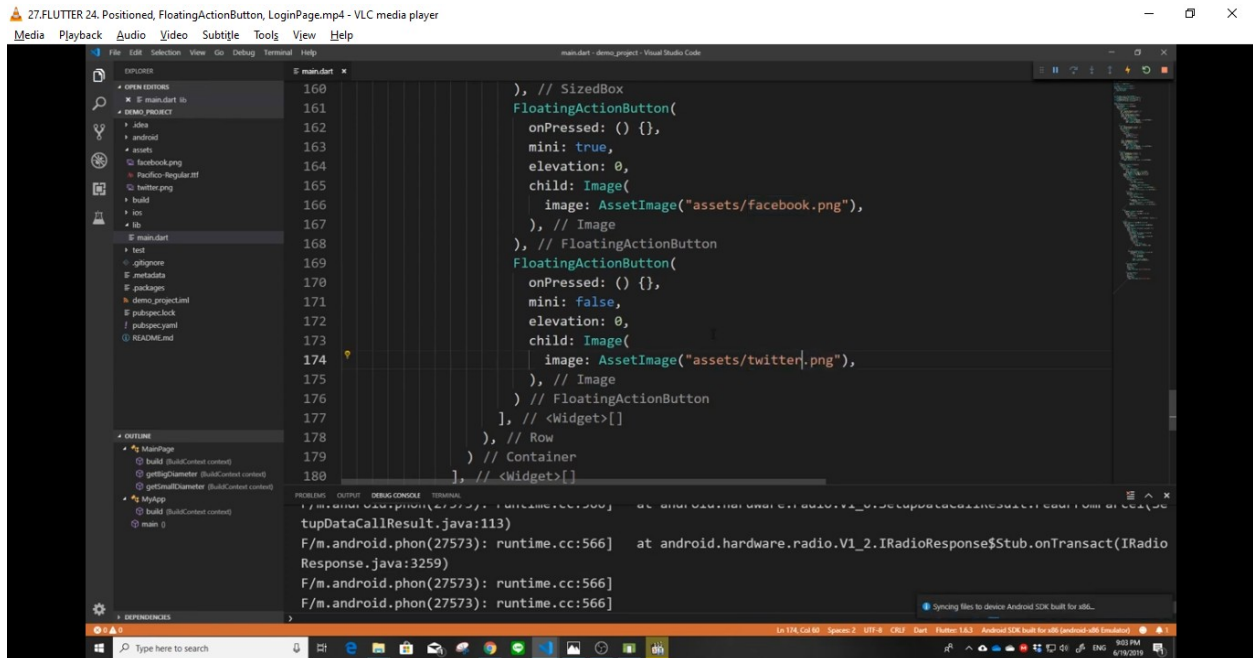 27.FLUTTER 24. Positioned, FloatingActionButton, LoginPage.mp4 - VLC media player
Media Playback Audio Video Subtitle Tools View Help
File Edit Selection View Go Debug Terminal Help
main.dart - demo_project - Visual Studio Code
EXPLORER
OPEN EDITORS
main.dart lib
DEMO_PROJECT
.idea
android
assets
facebook.png
Pacifico-Regular.ttf
twitter.png
build
ios
lib
main.dart
test
.gitignore
.metadata
.packages
demo_project.iml
pubspec.lock
pubspec.yaml
README.md
OUTLINE
MainPage
build (BuildContext context)
getBigDiameter (BuildContext context)
getSmallDiameter (BuildContext context)
MyApp
build (BuildContext context)
main ()
DEPENDENCIES
main.dart
160 ), // SizedBox
161 FloatingActionButton(
162 onPressed: () {},
163 mini: true,
164 elevation: 0,
165 child: Image(
166 image: AssetImage("assets/facebook.png"),
167 ), // Image
168 ), // FloatingActionButton
169 FloatingActionButton(
170 onPressed: () {},
171 mini: false,
172 elevation: 0,
173 child: Image(
174 image: AssetImage("assets/twitter.png"),
175 ), // Image
176 ) // FloatingActionButton
177 ], // <Widget>[]
178 ), // Row
179 ) // Container
180 ], // <Widget>[]
PROBLEMS OUTPUT DEBUG CONSOLE TERMINAL
tupDataCallResult.java:113)
F/m.android.phon(27573): runtime.cc:566] at android.hardware.radio.V1_2.IRadioResponse$Stub.onTransact(IRadio
Response.java:3259)
F/m.android.phon(27573): runtime.cc:566]
F/m.android.phon(27573): runtime.cc:566]
Syncing files to device Android SDK built for x86...
0 0
Ln 174, Col 60 Spaces: 2 UTF-8 CRLF Dart Flutter: 1.6.3 Android SDK built for x86 (android-x86 Emulator) 1
Type here to search
ENG
9:03 PM
6/19/2019